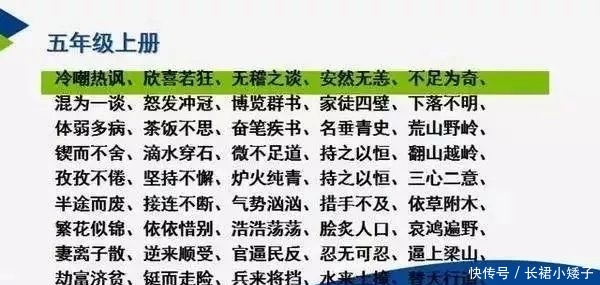 五年级上册
冷嘲热讽、欣喜若狂、无稽之谈、安然无恙、不足为奇、
混为一谈、怒发冲冠、博览群书、家徒四壁、下落不明、
体弱多病、茶饭不思、奋笔疾书、名垂青史、荒山野岭、
锲而不舍、滴水穿石、微不足道、持之以恒、翻山越岭、
孜孜不倦、坚持不懈、炉火纯青、持之以恒、三心二意、
半途而废、接连不断、气势汹汹、措手不及、依草附木、
繁花似锦、依依惜别、浩浩荡荡、脍炙人口、哀鸿遍野、
妻离子散、逆来顺受、官逼民反、忍无可忍、逼上梁山、
劫富济贫、铤而走险、兵来将挡、水来土掩、替天行道、
快传号 / 长裙小矮子